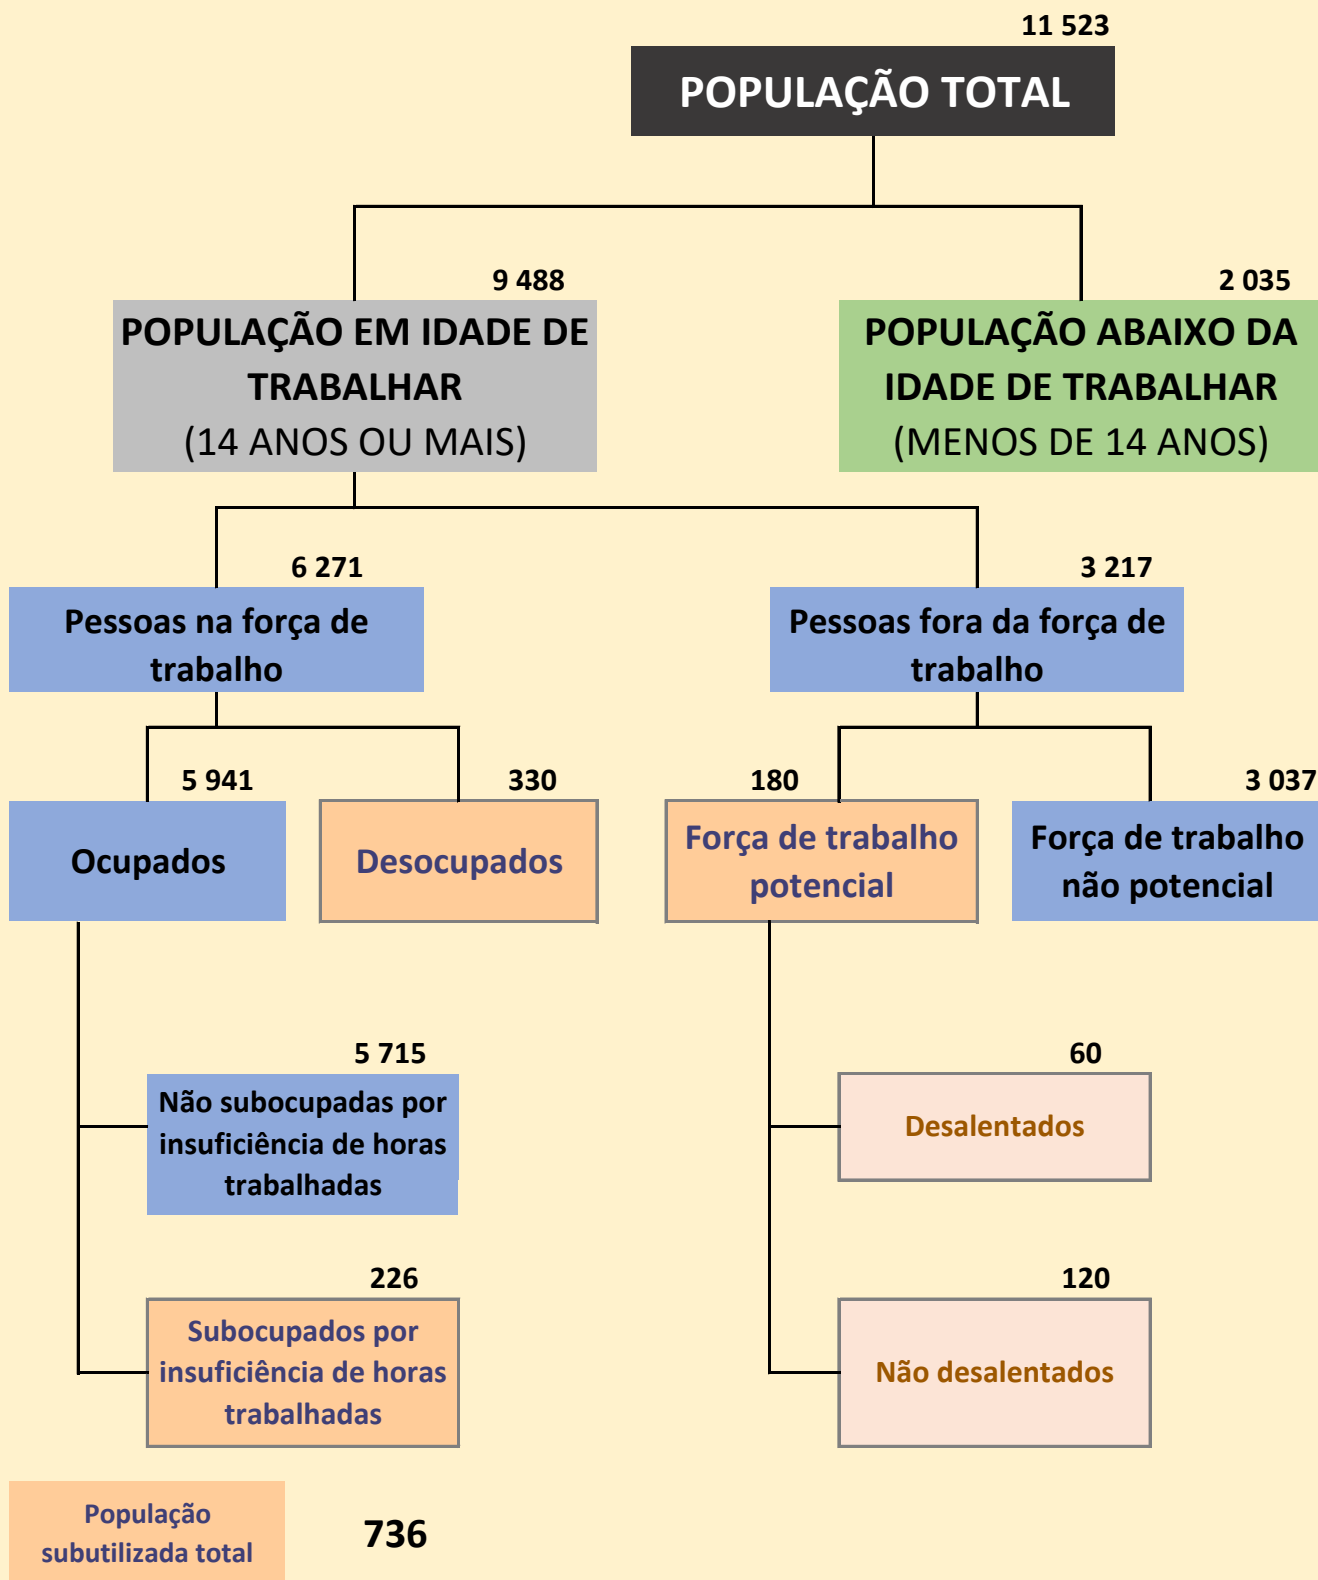 11 523
POPULAÇÃO TOTAL
9 488
POPULAÇÃO EM IDADE DE
TRABALHAR
(14 ANOS OU MAIS)
2 035
POPULAÇÃO ABAIXO DA
IDADE DE TRABALHAR
(MENOS DE 14 ANOS)
6 271
Pessoas na força de
trabalho
3 217
Pessoas fora da força de
trabalho
5 941
Ocupados
330
Desocupados
180
Força de trabalho
potencial
3 037
Força de trabalho
não potencial
5 715
Não subocupadas por
insuficiência de horas
trabalhadas
60
Desalentados
226
Subocupados por
insuficiência de horas
trabalhadas
120
Não desalentados
População
subutilizada total
736